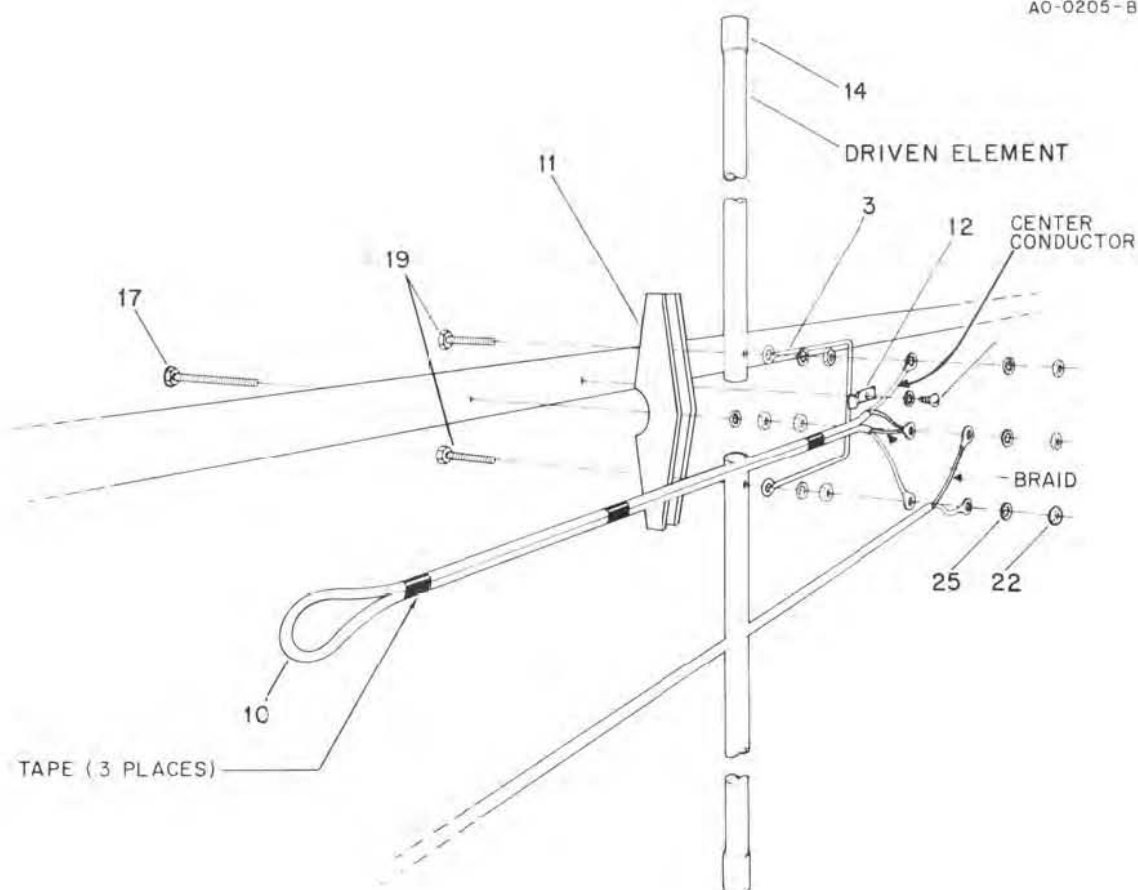 AO-0205-B
14
DRIVEN ELEMENT
11
3
12
CENTER
CONDUCTOR
19
17
BRAID
25
22
10
TAPE (3 PLACES)